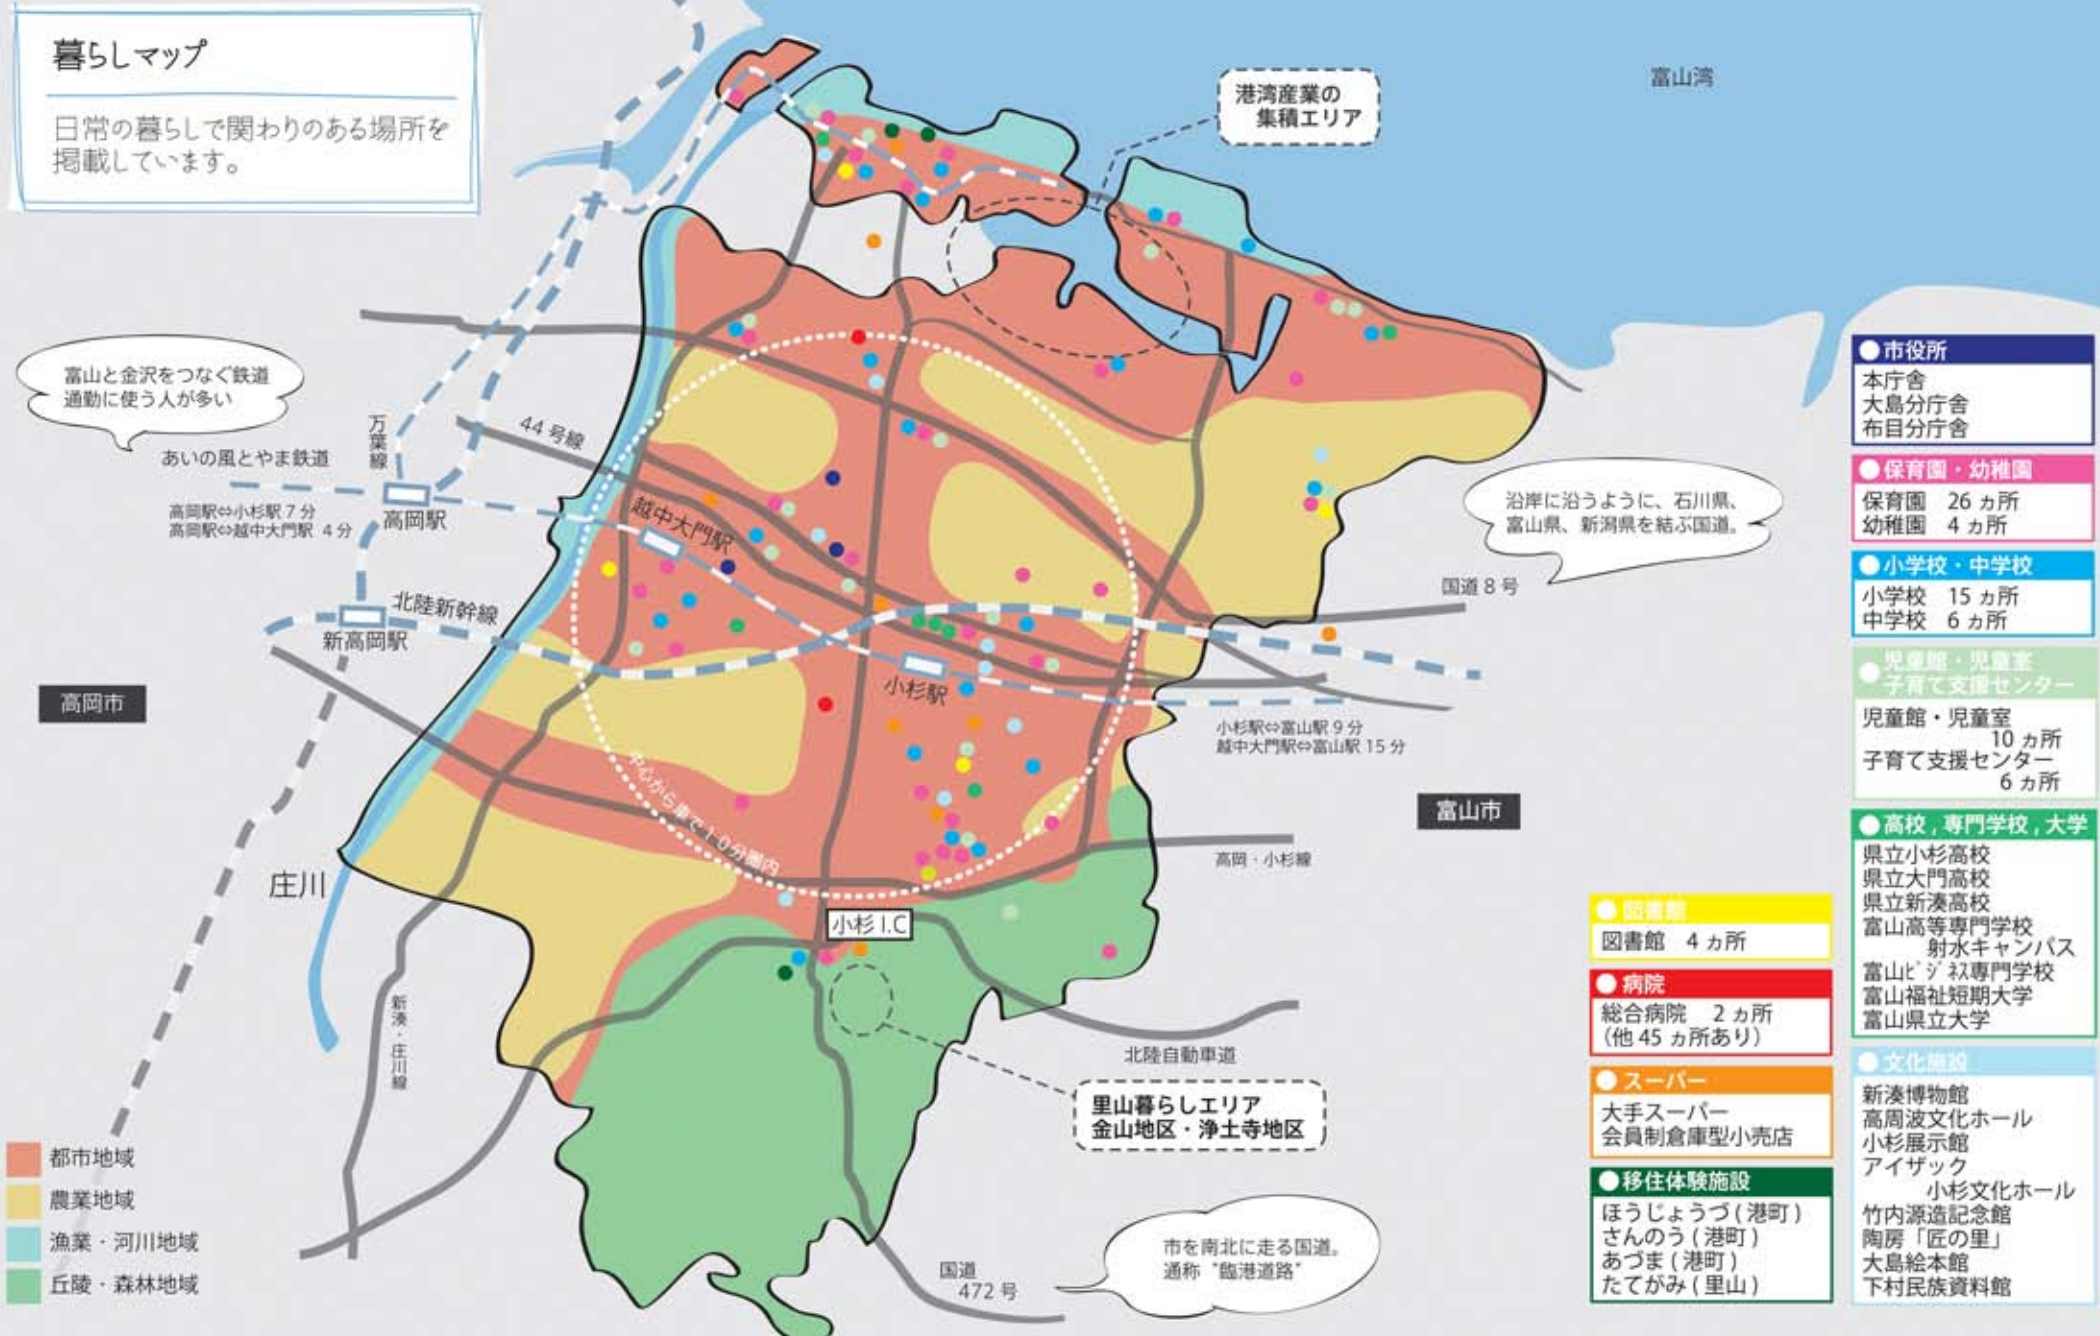 暮らしマップ
日常の暮らしで関わりのある場所を
掲載しています。
港湾産業の
集積エリア
富山湾
富山と金沢をつなぐ鉄道
通勤に使う人が多い
あいの風とやま鉄道
万葉線
44号線
高岡駅⇔小杉駅 7 分
高岡駅⇔越中大門駅 4 分
高岡駅
越中大門駅
北陸新幹線
新高岡駅
高岡市
小杉駅
沿岸に沿うように、石川県、
富山県、新潟県を結ぶ国道。
国道 8 号
小杉駅⇔富山駅 9 分
越中大門駅⇔富山駅 15 分
富山市
中心から車で10分圏内
高岡・小杉線
庄川
小杉 I.C
新湊・庄川線
北陸自動車道
里山暮らしエリア
金山地区・浄土寺地区
国道
472 号
市を南北に走る国道。
通称 “臨港道路”
都市地域
農業地域
漁業・河川地域
丘陵・森林地域
図書館
図書館 4 ヵ所
病院
総合病院 2 ヵ所
(他 45 ヵ所あり)
スーパー
大手スーパー
会員制倉庫型小売店
移住体験施設
ほうじょうづ ( 港町 )
さんのう ( 港町 )
あづま ( 港町 )
たてがみ ( 里山 )
市役所
本庁舎
大島分庁舎
布目分庁舎
保育園・幼稚園
保育園 26 ヵ所
幼稚園 4 ヵ所
小学校・中学校
小学校 15 ヵ所
中学校 6 ヵ所
児童館・児童室
子育て支援センター
児童館・児童室
10 ヵ所
子育て支援センター
6 ヵ所
高校 , 専門学校 , 大学
県立小杉高校
県立大門高校
県立新湊高校
富山高等専門学校
射水キャンパス
富山ビジネス専門学校
富山福祉短期大学
富山県立大学
文化施設
新湊博物館
高周波文化ホール
小杉展示館
アイザック
小杉文化ホール
竹内源造記念館
陶房「匠の里」
大島絵本館
下村民族資料館